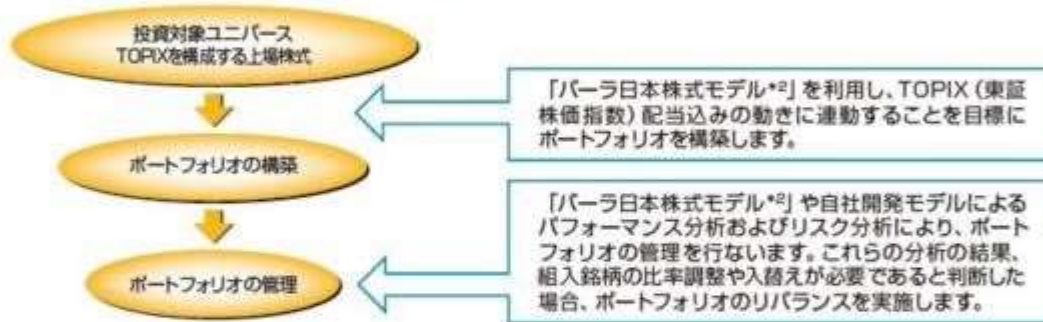 投資対象ユニバース
TOPIXを構成する上場株式
「バーラ日本株式モデル*2」を利用し、TOPIX(東証
株価指数)配当込みの動きに連動することを目標に
ポートフォリオを構築します。
ポートフォリオの構築
「バーラ日本株式モデル*2」や自社開発モデルによる
パフォーマンス分析およびリスク分析により、ポート
フォリオの管理を行ないます。これらの分析の結果、
組入銘柄の比率調整や入替えが必要であると判断した
場合、ポートフォリオのリバランスを実施します。
ポートフォリオの管理